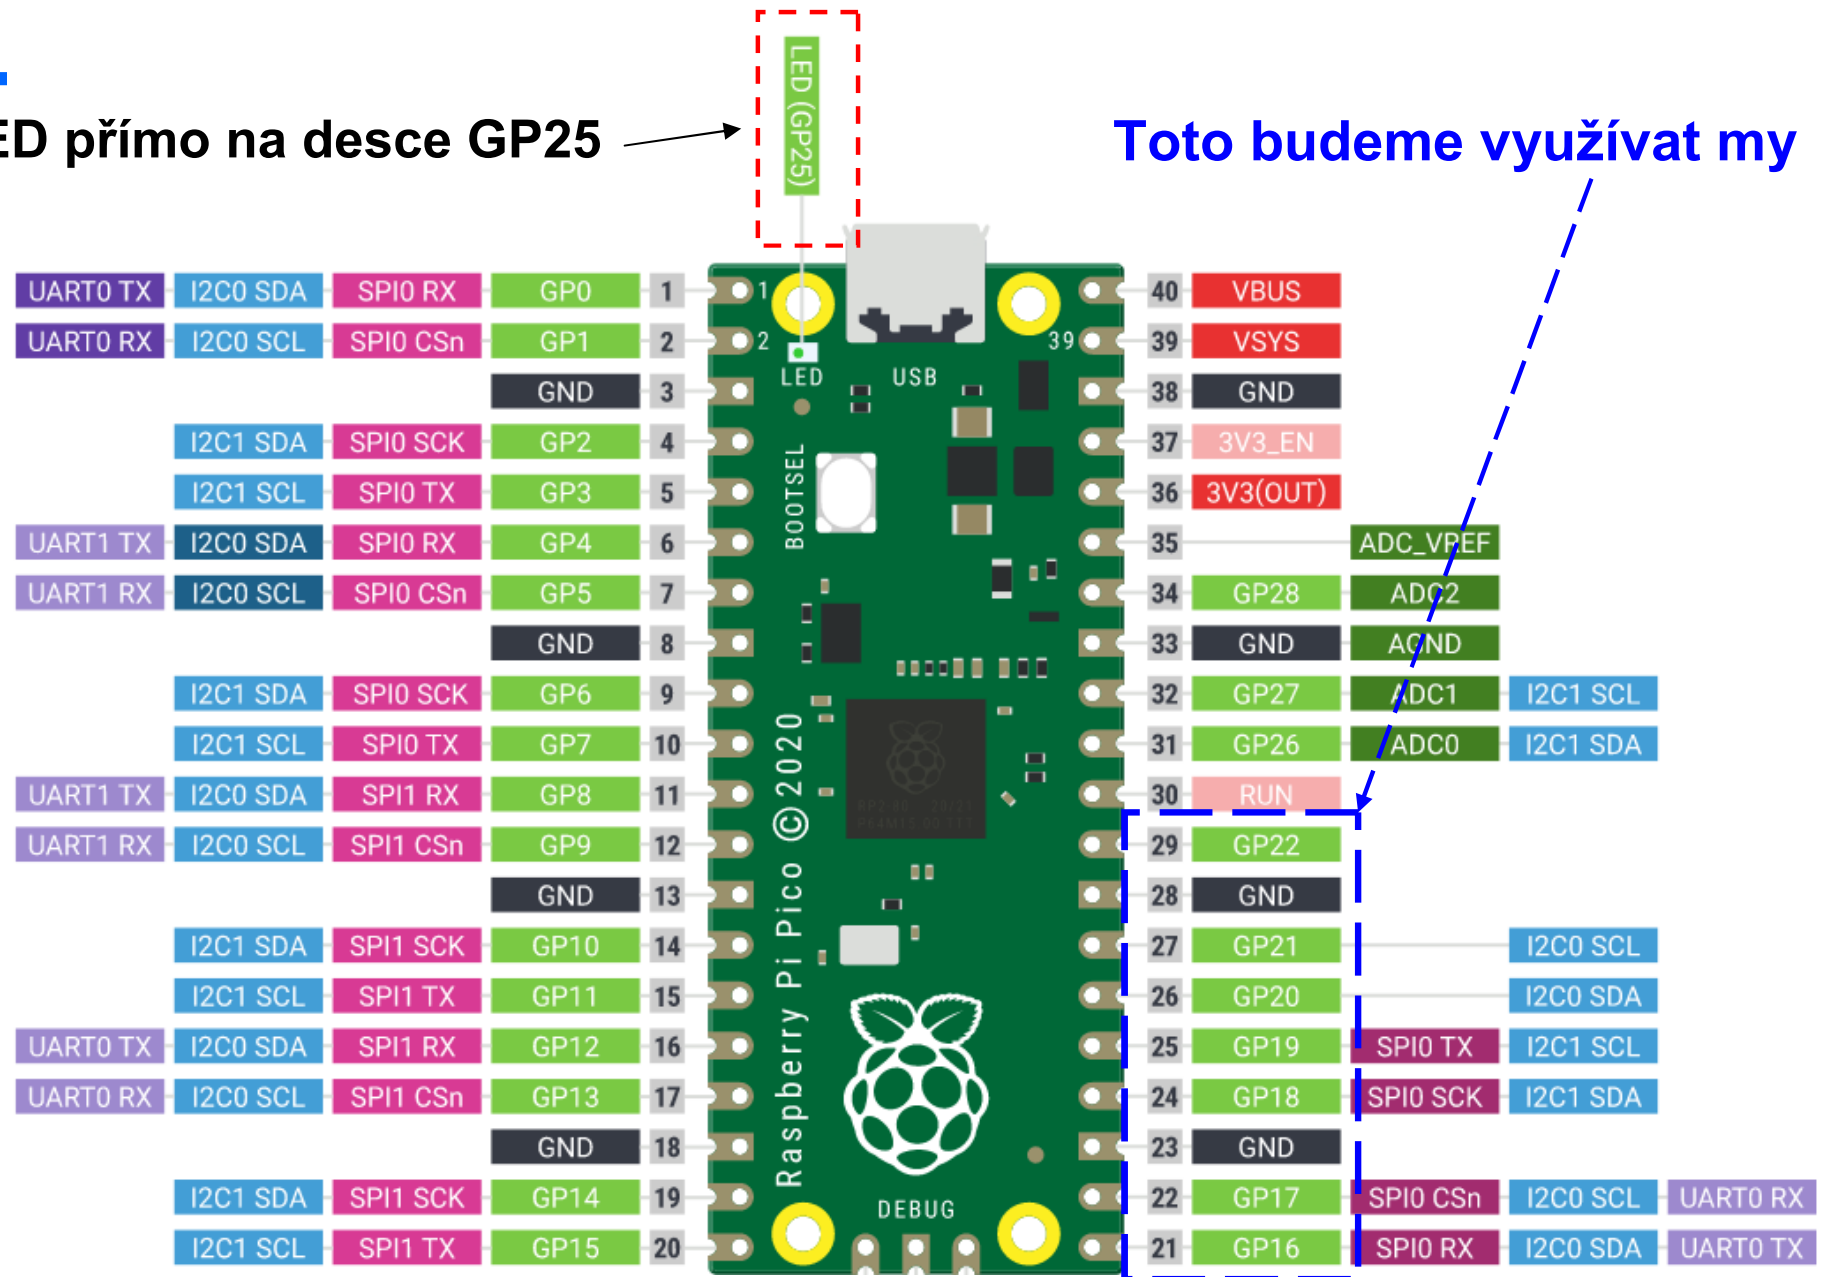 LED (GP25)
ED přímo na desce GP25
Toto budeme využívat my
UART0 TX I2C0 SDA SPI0 RX GP0 1 1 40 VBUS
UART0 RX I2C0 SCL SPI0 CSn GP1 2 2 39 39 VSYS
GND 3 LED USB 38 GND
I2C1 SDA SPI0 SCK GP2 4 37 3V3_EN
I2C1 SCL SPI0 TX GP3 5 BOOTSEL 36 3V3(OUT)
UART1 TX I2C0 SDA SPI0 RX GP4 6 35 ADC_VREF
UART1 RX I2C0 SCL SPI0 CSn GP5 7 34 GP28 ADC2
GND 8 33 GND AGND
I2C1 SDA SPI0 SCK GP6 9 32 GP27 ADC1 I2C1 SCL
I2C1 SCL SPI0 TX GP7 10 31 GP26 ADC0 I2C1 SDA
UART1 TX I2C0 SDA SPI1 RX GP8 11 30 RUN
UART1 RX I2C0 SCL SPI1 CSn GP9 12 29 GP22
GND 13 28 GND
Raspberry Pi Pico ©2020
I2C1 SDA SPI1 SCK GP10 14 27 GP21 I2C0 SCL
I2C1 SCL SPI1 TX GP11 15 26 GP20 I2C0 SDA
UART0 TX I2C0 SDA SPI1 RX GP12 16 25 GP19 SPI0 TX I2C1 SCL
UART0 RX I2C0 SCL SPI1 CSn GP13 17 24 GP18 SPI0 SCK I2C1 SDA
GND 18 23 GND
I2C1 SDA SPI1 SCK GP14 19 DEBUG 22 GP17 SPI0 CSn I2C0 SCL UART0 RX
I2C1 SCL SPI1 TX GP15 20 21 GP16 SPI0 RX I2C0 SDA UART0 TX